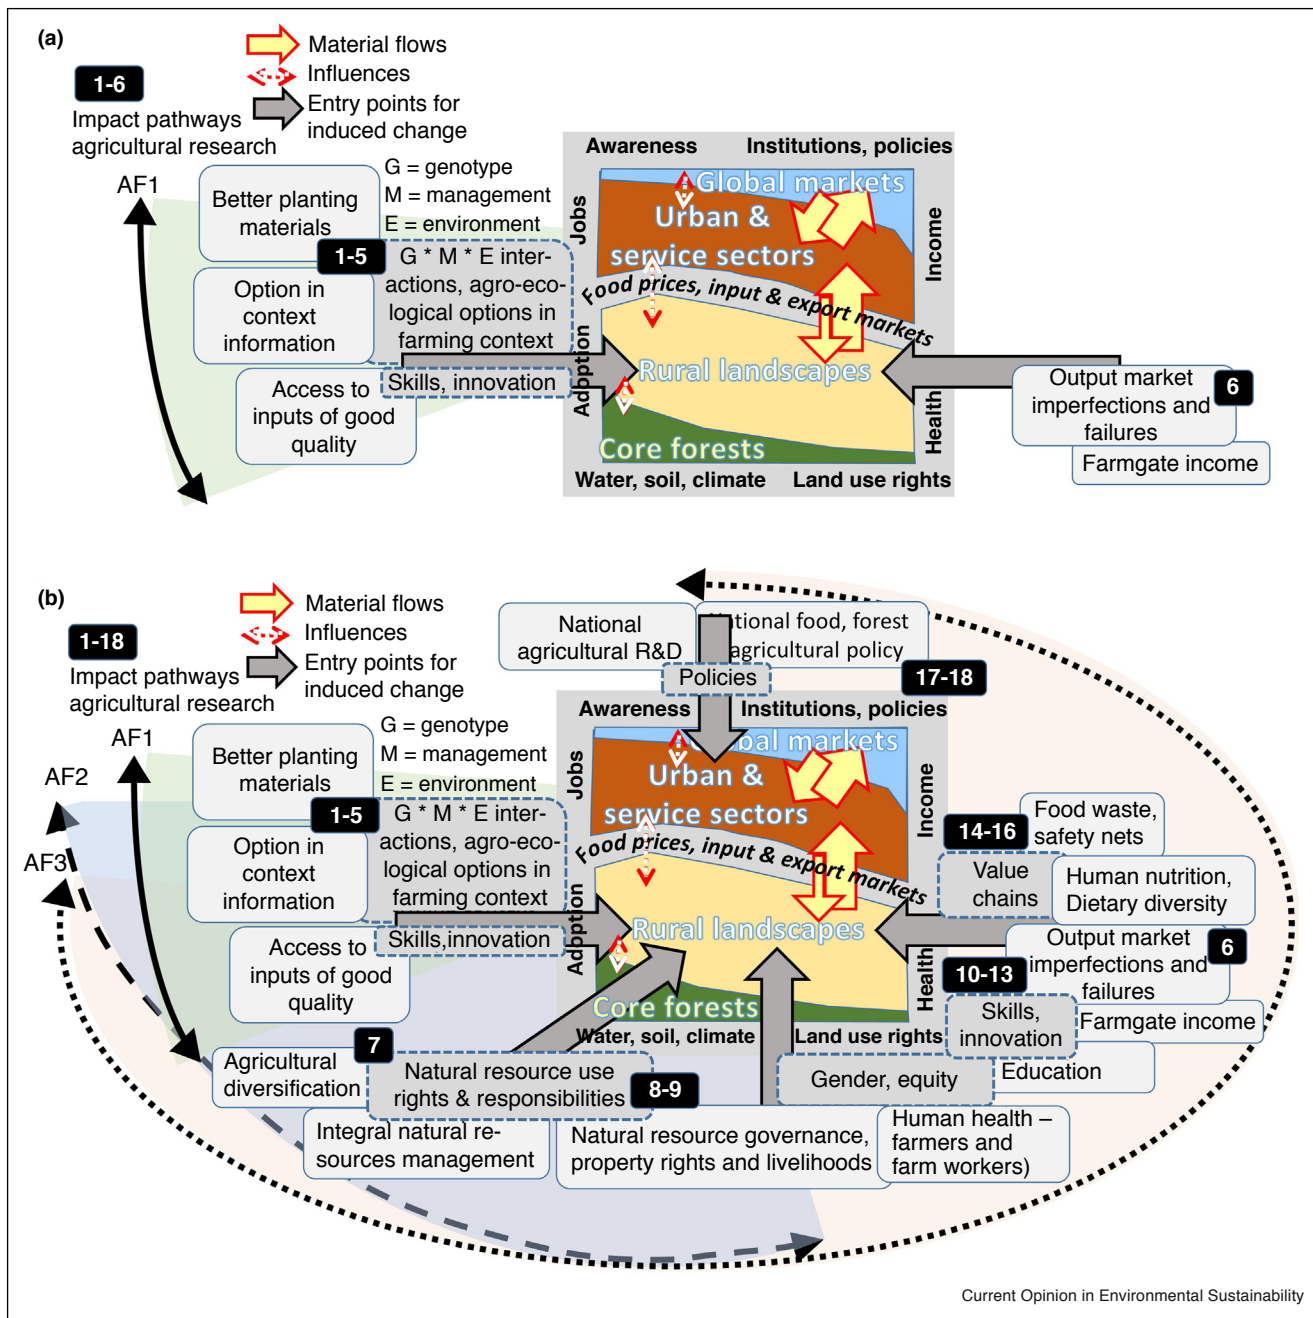 (a)
Material flows
Influences
Entry points for
induced change
1-6
Impact pathways
agricultural research
AF1
G = genotype
M = management
E = environment
Better planting
materials
1-5
G * M * E inter-
actions, agro-eco-
logical options in
farming context
Option in
context
information
Skills, innovation
Access to
inputs of good
quality
Awareness
Institutions, policies
Jobs
Income
Adoption
Health
Global markets
Urban &
service sectors
Food prices, input & export markets
Rural landscapes
Core forests
Water, soil, climate
Land use rights
Output market
imperfections and
failures
6
Farmgate income
(b)
Material flows
Influences
Entry points for
induced change
1-18
Impact pathways
agricultural research
AF1
AF2
AF3
G = genotype
M = management
E = environment
Better planting
materials
1-5
G * M * E inter-
actions, agro-eco-
logical options in
farming context
Option in
context
information
Skills,innovation
Access to
inputs of good
quality
National
agricultural R&D
food, forest
agricultural policy
Policies
17-18
Awareness
Institutions, policies
Jobs
Income
Adoption
Health
markets
Urban &
service sectors
Food prices, input & export markets
Rural landscapes
Core forests
Water, soil, climate
Land use rights
14-16
Food waste,
safety nets
Value
chains
Human nutrition,
Dietary diversity
Output market
imperfections and
failures
6
10-13
Skills,
innovation
Farmgate income
Education
Gender, equity
7
Agricultural
diversification
Natural resource use
rights & responsibilities
8-9
Integral natural re-
sources management
Natural resource governance,
property rights and livelihoods
Human health –
farmers and
farm workers)
Current Opinion in Environmental Sustainability